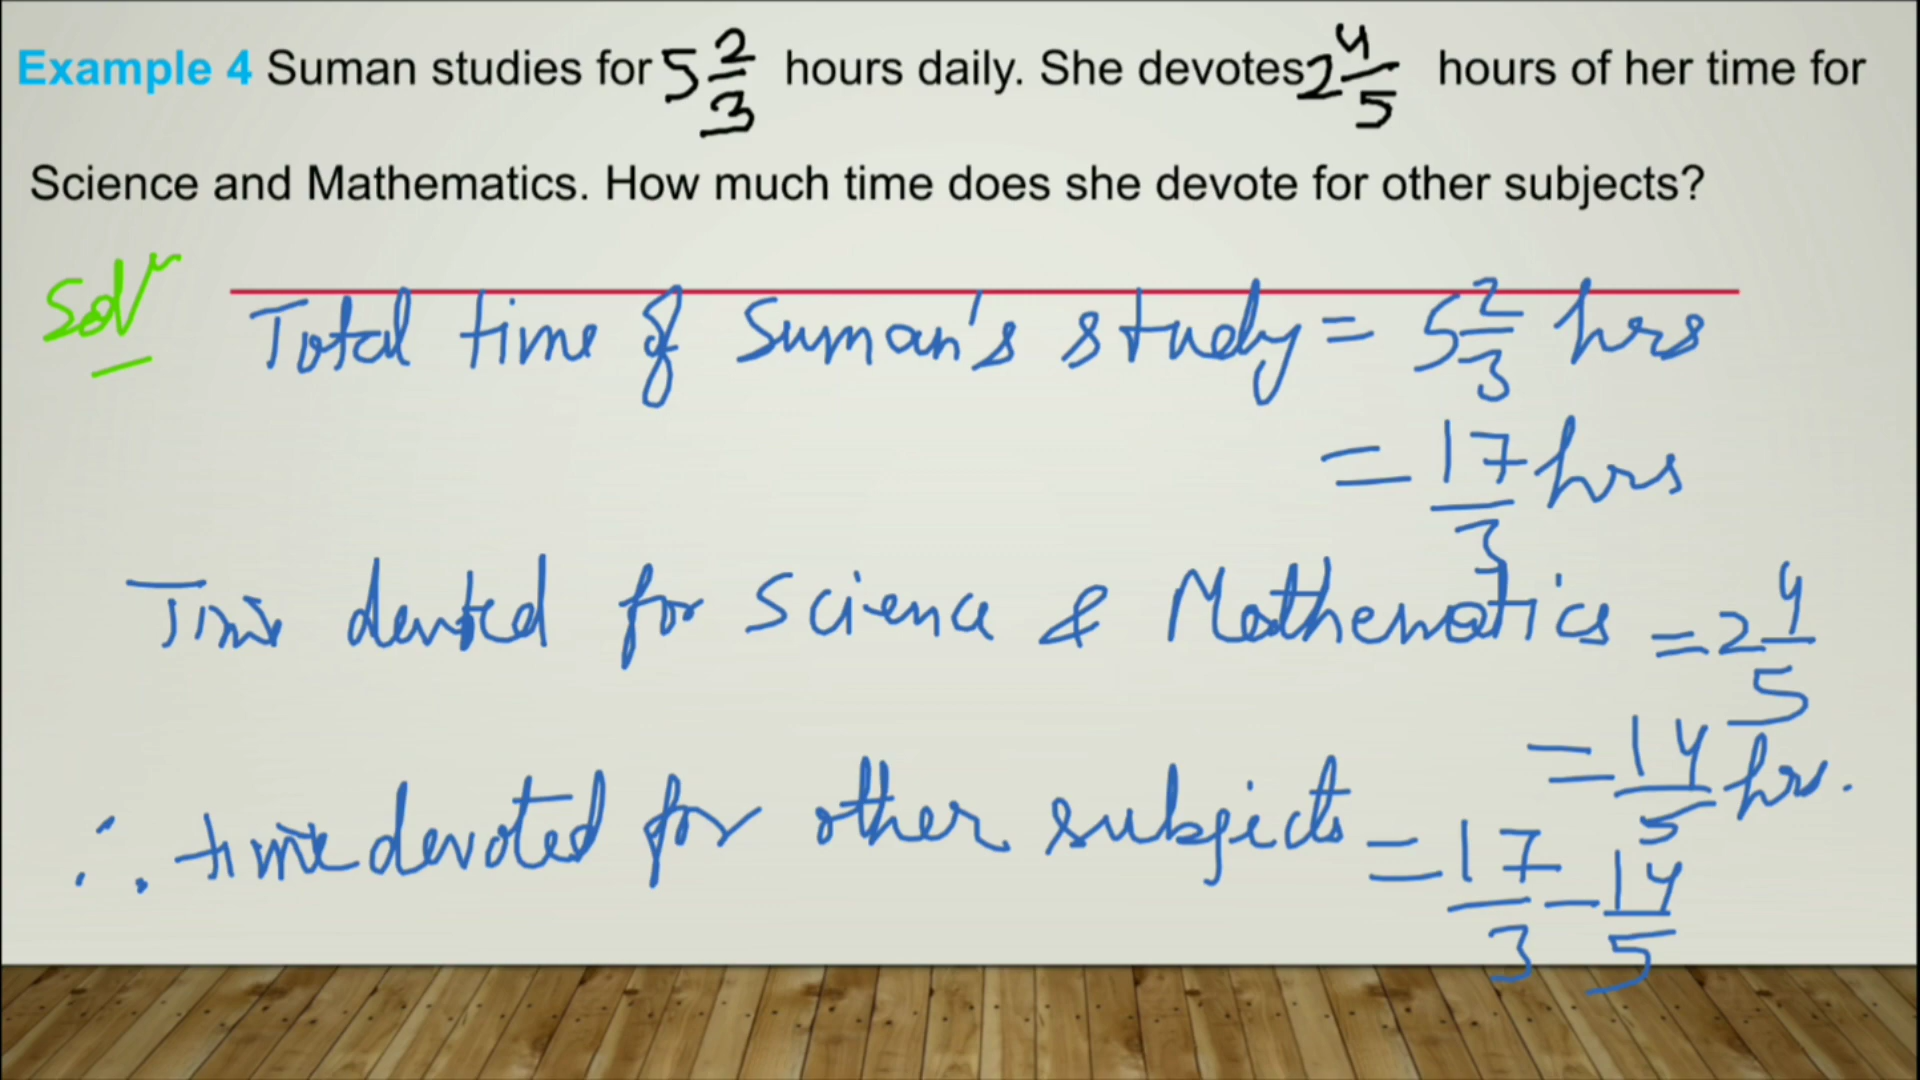 Example 4 Suman studies for 5 2/3 hours daily. She devotes 2 4/5 hours of her time for
Science and Mathematics. How much time does she devote for other subjects?
Soln
Total time of Suman's study = 5 2/3 hrs
= 17/3 hrs
Time devoted for Science & Mathematics = 2 4/5
= 14/5 hrs.
∴ time devoted for other subjects = 17/3 - 14/5